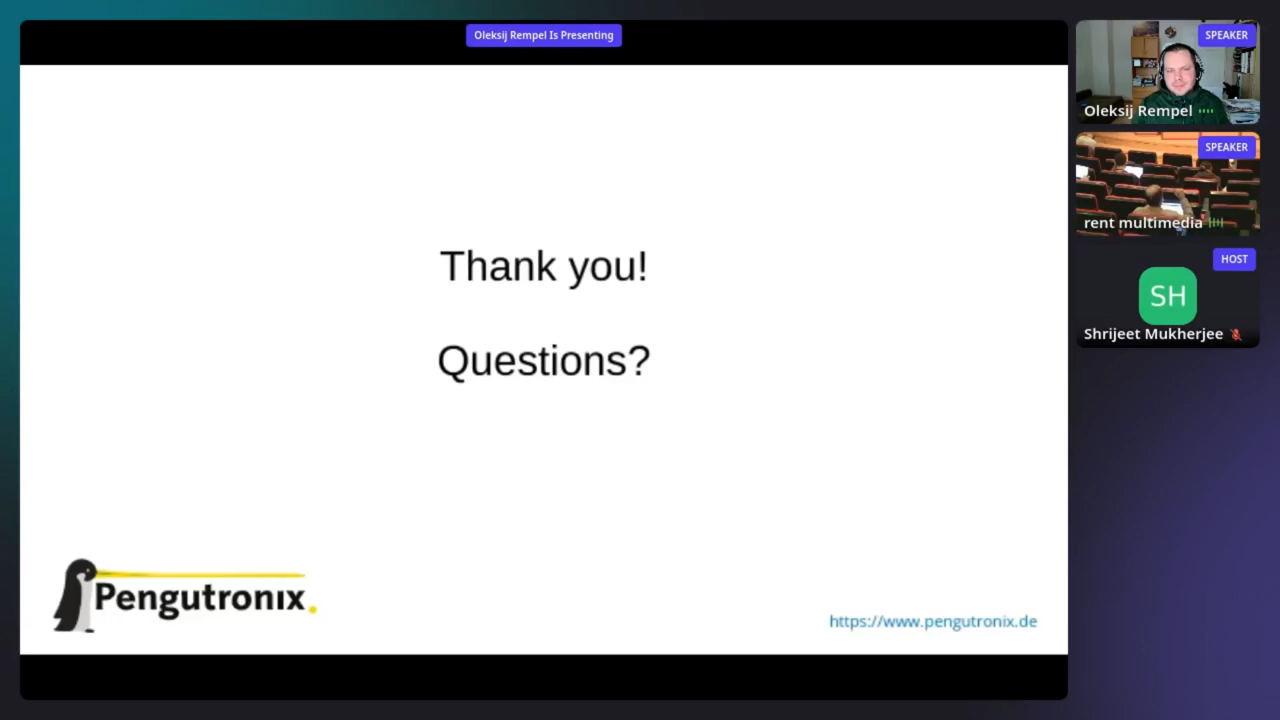 Oleksij Rempel Is Presenting
Thank you!
Questions?
Pengutronix.
https://www.pengutronix.de
SPEAKER
Oleksij Rempel
SPEAKER
rent multimedia
HOST
SH
Shrijeet Mukherjee